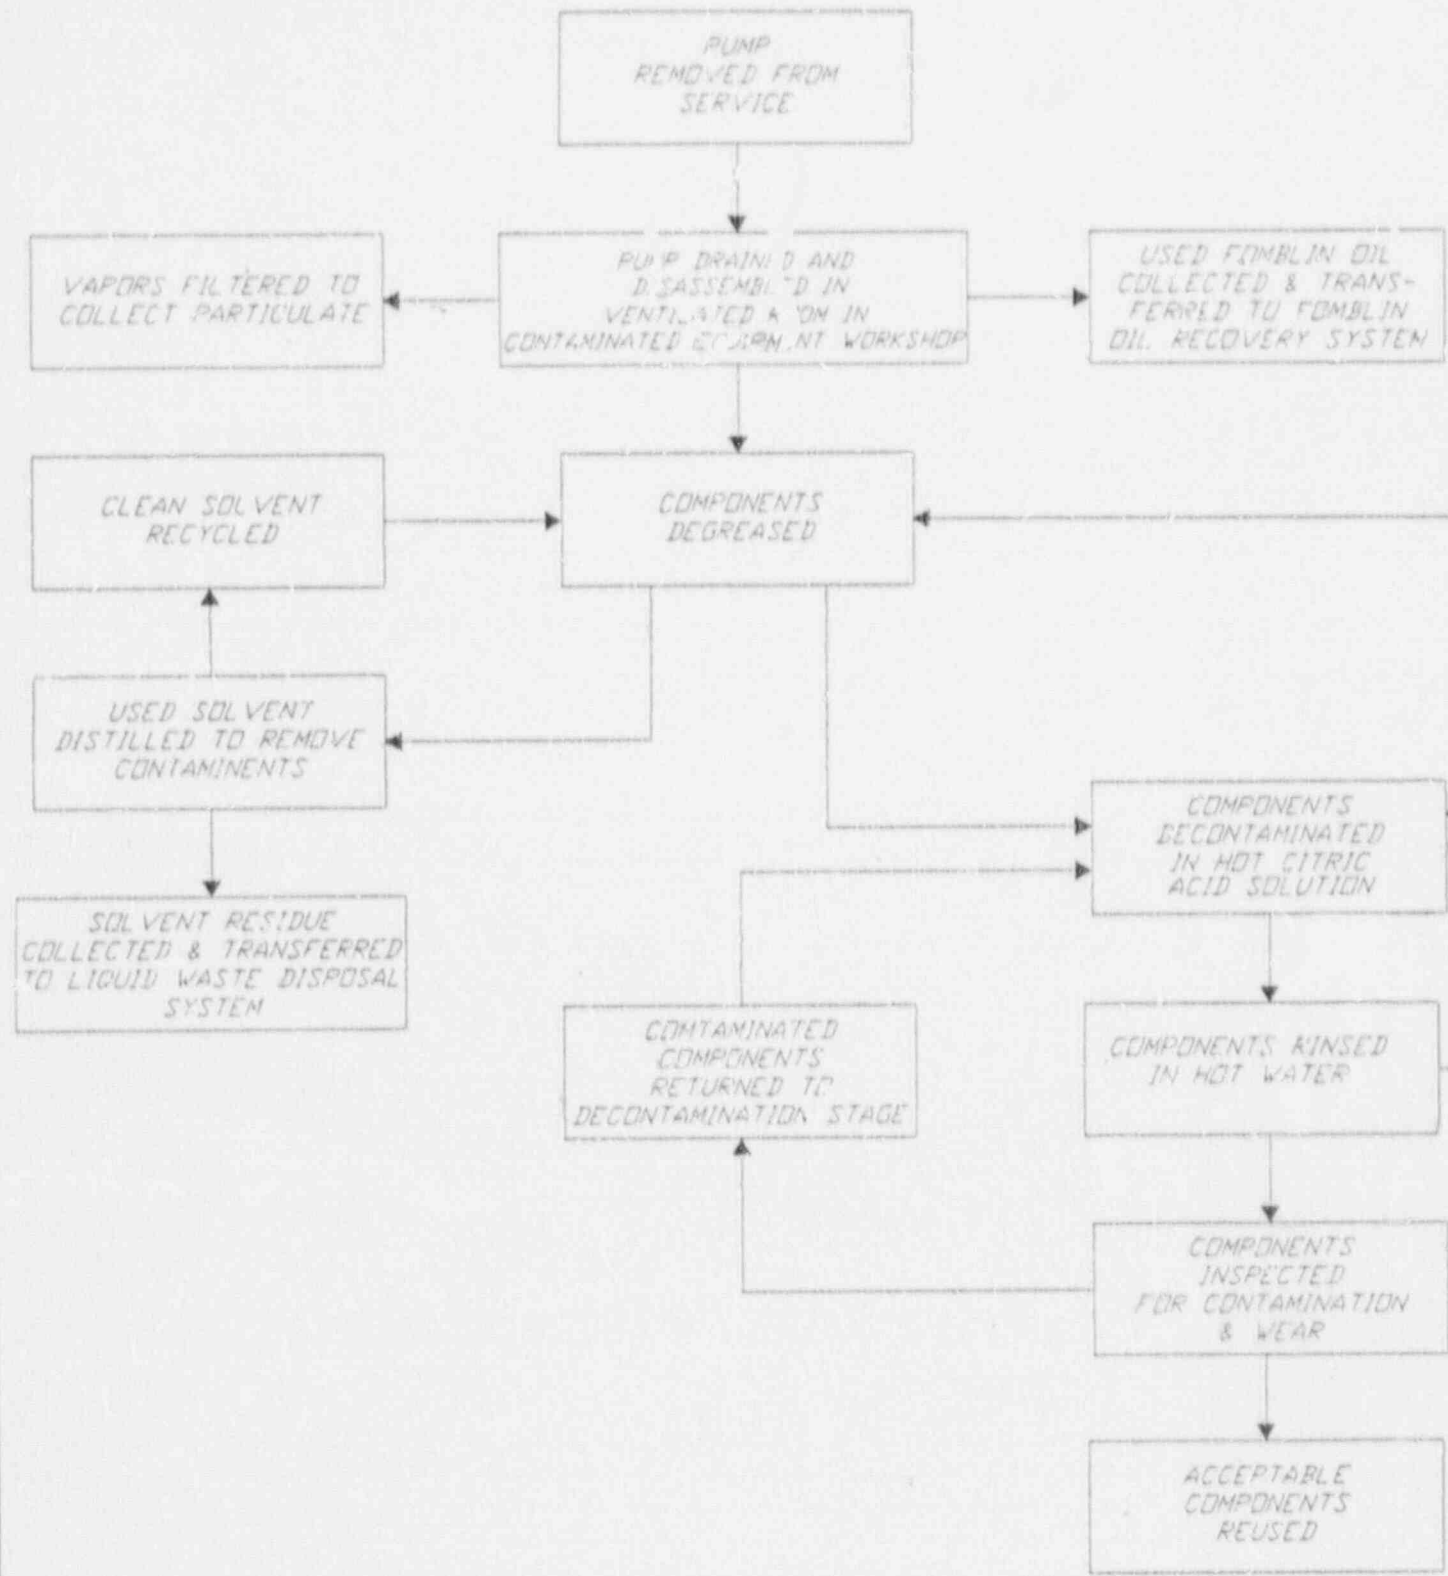 PUMP
REMOVED FROM
SERVICE
VAPORS FILTERED TO
COLLECT PARTICULATE
PUMP DRAINED AND
DISASSEMBLED IN
VENTILATED ROOM IN
CONTAMINATED EQUIPMENT WORKSHOP
USED FOMBLIN OIL
COLLECTED & TRANS-
FERRED TO FOMBLIN
OIL RECOVERY SYSTEM
CLEAN SOLVENT
RECYCLED
COMPONENTS
DEGREASED
USED SOLVENT
DISTILLED TO REMOVE
CONTAMINENTS
COMPONENTS
DECONTAMINATED
IN HOT CITRIC
ACID SOLUTION
SOLVENT RESIDUE
COLLECTED & TRANSFERRED
TO LIQUID WASTE DISPOSAL
SYSTEM
COMTAMINATED
COMPONENTS
RETURNED TO
DECONTAMINATION STAGE
COMPONENTS RINSED
IN HOT WATER
COMPONENTS
INSPECTED
FOR CONTAMINATION
& WEAR
ACCEPTABLE
COMPONENTS
REUSED